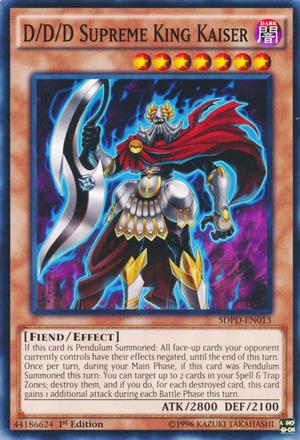 D/D/D Supreme King Kaiser
DARK
闇
SDPD-EN013
[Fiend/Effect]
If this card is Pendulum Summoned: All face-up cards your opponent
currently controls have their effects negated, until the end of this turn.
Once per turn, during your Main Phase, if this card was Pendulum
Summoned this turn: You can target up to 2 cards in your Spell & Trap
Zones; destroy them, and if you do, for each destroyed card, this card
gains 1 additional attack during each Battle Phase this turn.
ATK/2800 DEF/2100
44186624 1st Edition
©1996 KAZUKI TAKAHASHI